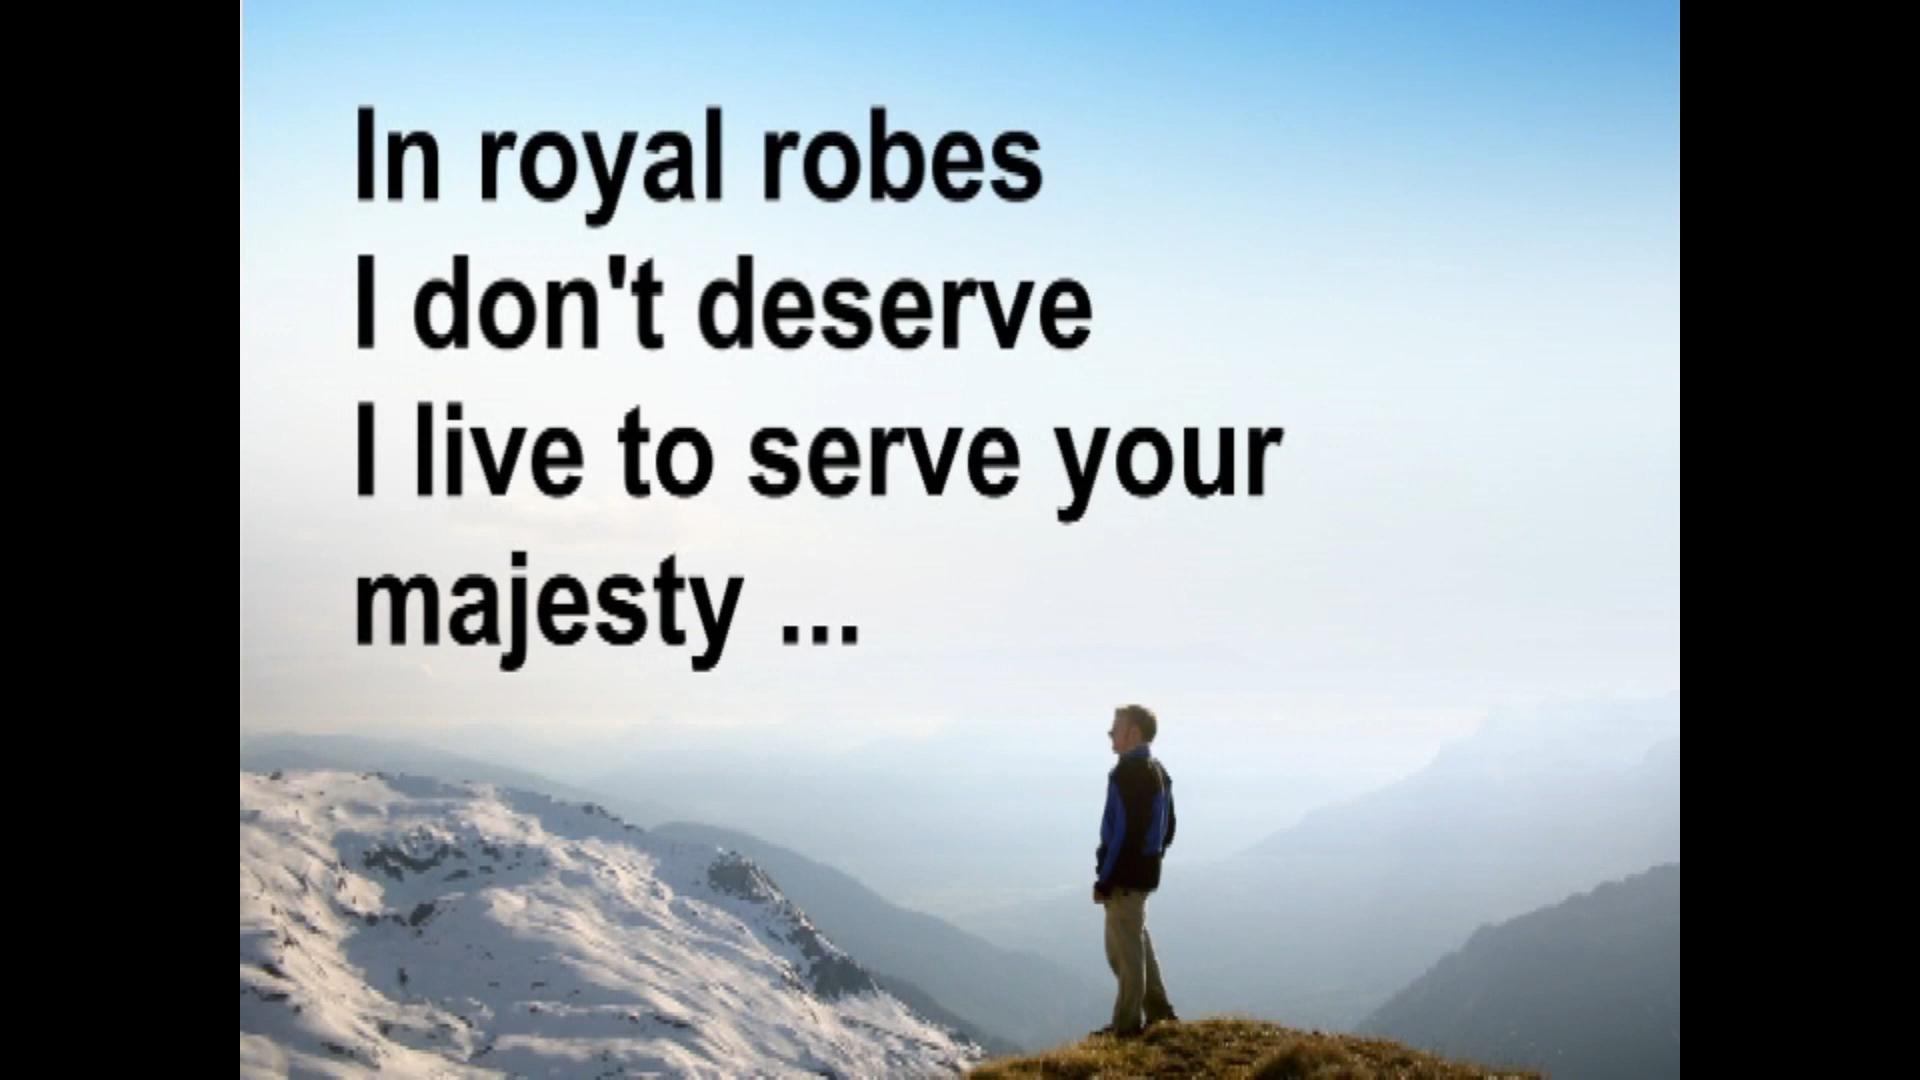 In royal robes
I don't deserve
I live to serve your
majesty ...